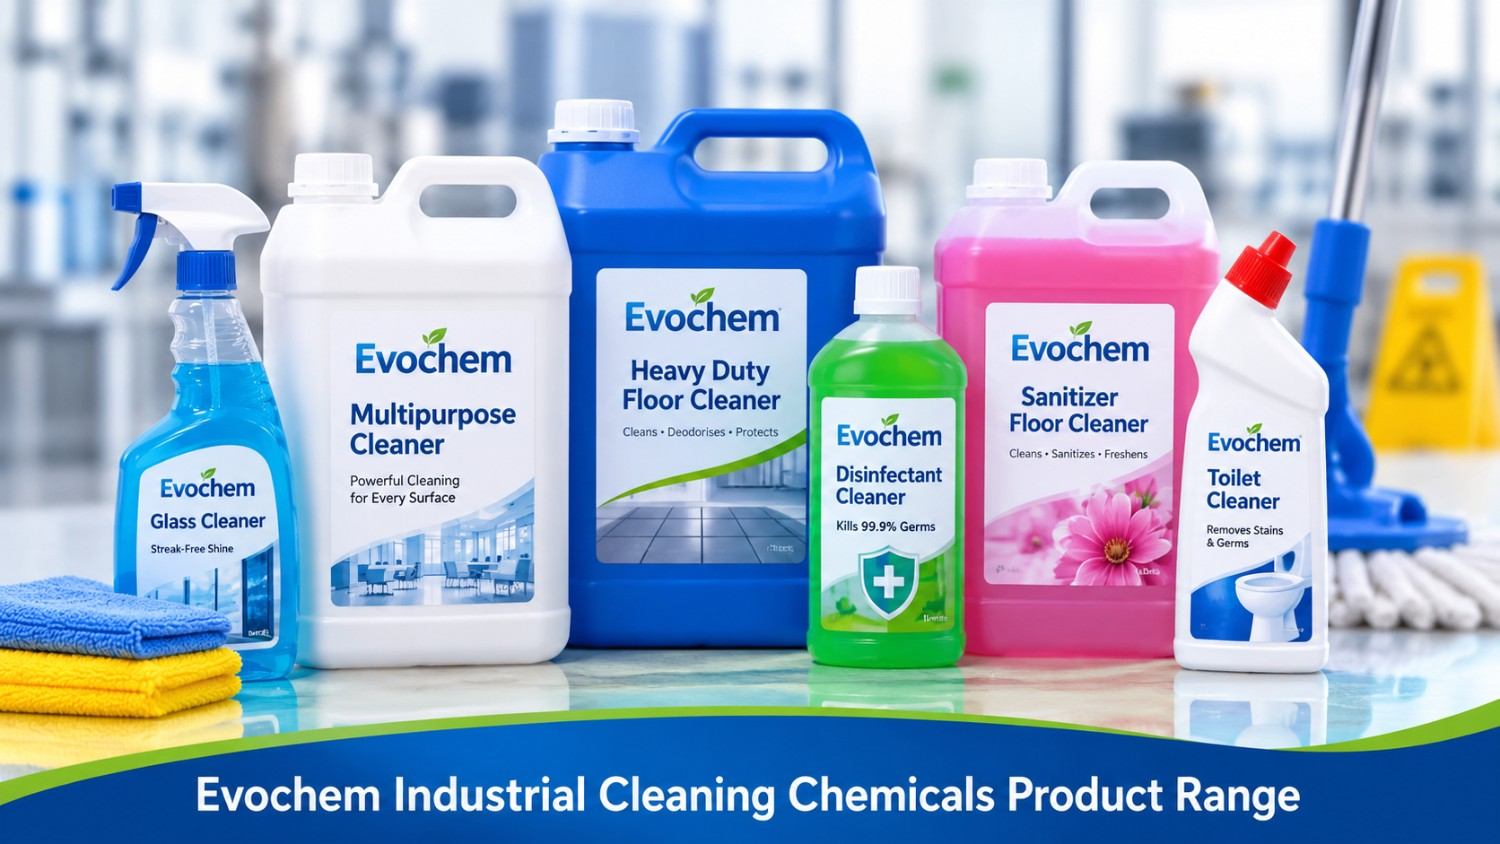 Evochem
Glass Cleaner
Streak-Free Shine
Evochem
Multipurpose
Cleaner
Powerful Cleaning
for Every Surface
Evochem
Heavy Duty
Floor Cleaner
Cleans • Deodorises • Protects
Evochem
Disinfectant
Cleaner
Kills 99.9% Germs
Evochem
Sanitizer
Floor Cleaner
Cleans • Sanitizes • Freshens
Evochem
Toilet
Cleaner
Removes Stains
& Germs
Evochem Industrial Cleaning Chemicals Product Range